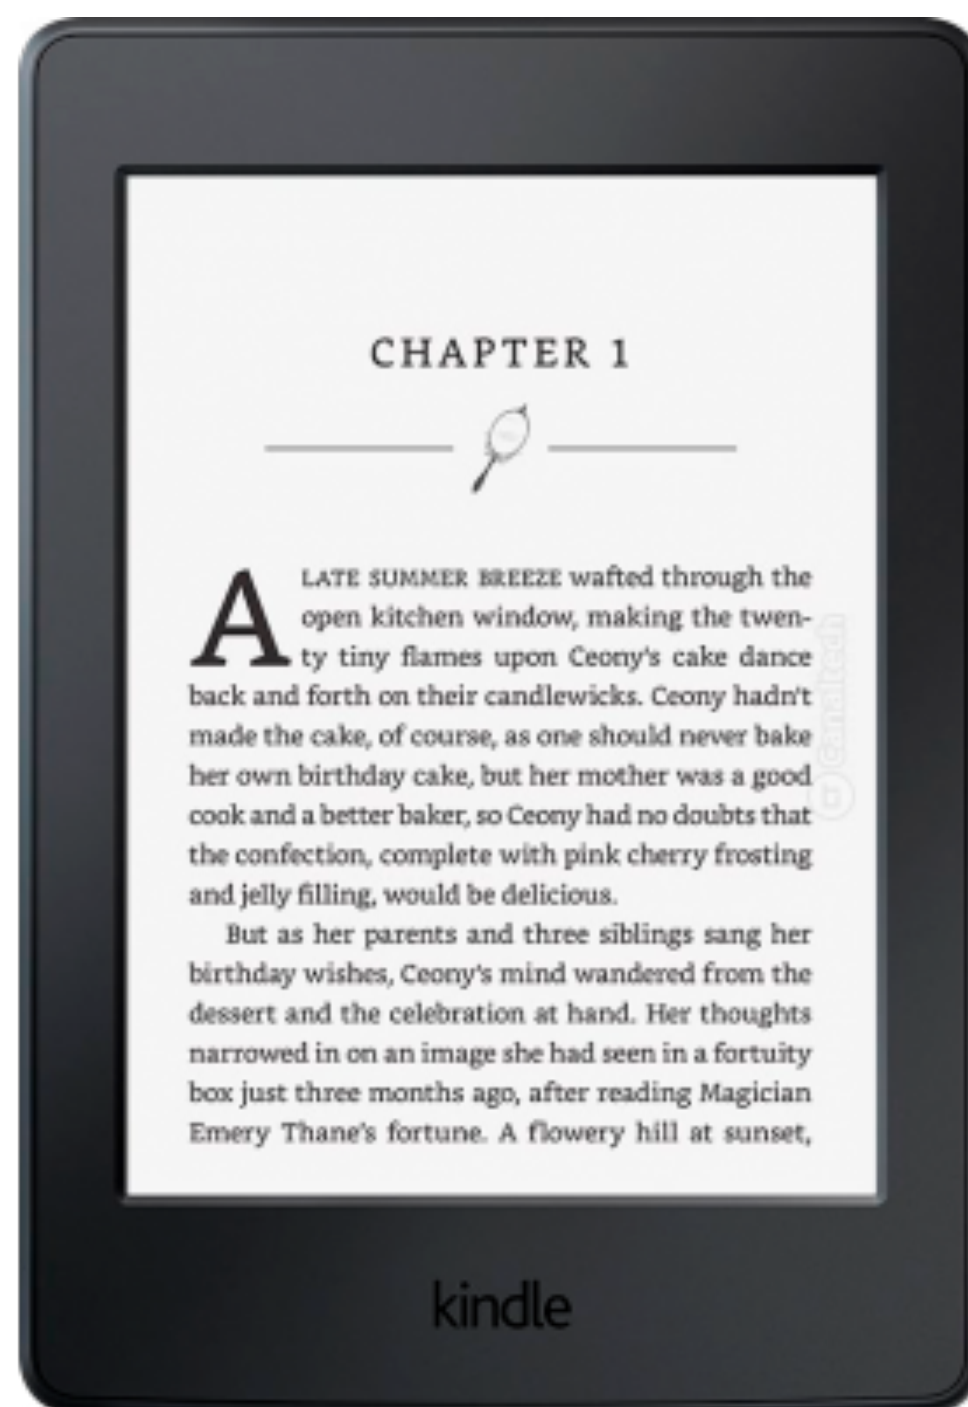 CHAPTER 1
A LATE SUMMER BREEZE wafted through the
open kitchen window, making the twen-
ty tiny flames upon Ceony's cake dance
back and forth on their candlewicks. Ceony hadn't
made the cake, of course, as one should never bake
her own birthday cake, but her mother was a good
cook and a better baker, so Ceony had no doubts that
the confection, complete with pink cherry frosting
and jelly filling, would be delicious.
But as her parents and three siblings sang her
birthday wishes, Ceony's mind wandered from the
dessert and the celebration at hand. Her thoughts
narrowed in on an image she had seen in a fortuity
box just three months ago, after reading Magician
Emery Thane's fortune. A flowery hill at sunset,
kindle
Canaltech